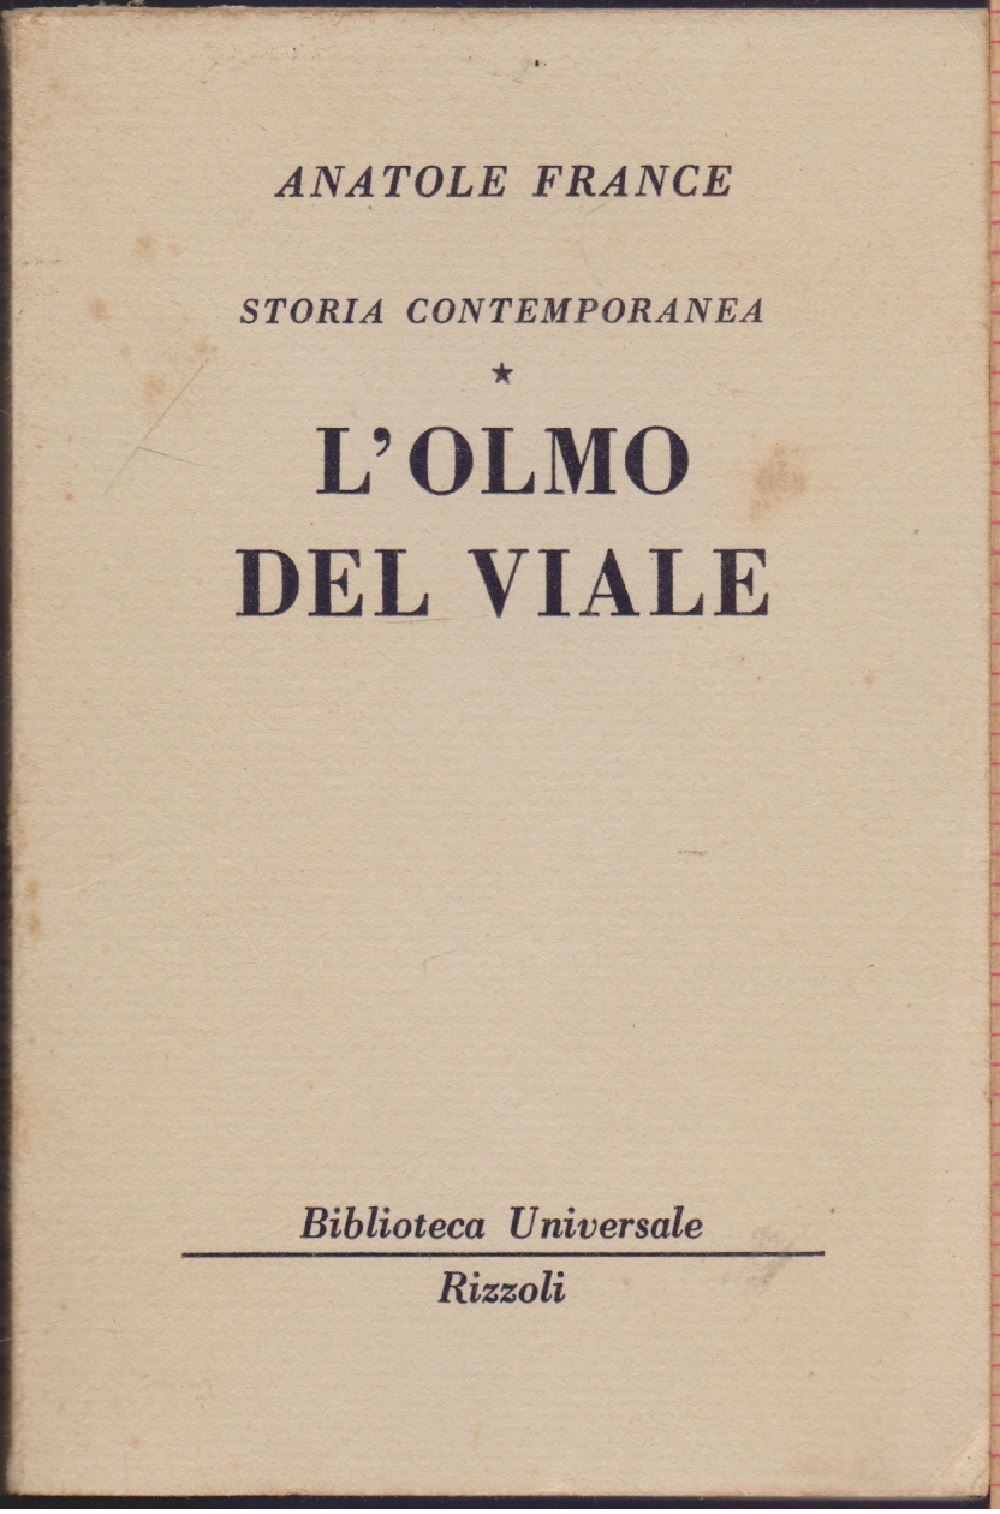 ANATOLE FRANCE
STORIA CONTEMPORANEA
★
L’OLMO
DEL VIALE
Biblioteca Universale
Rizzoli